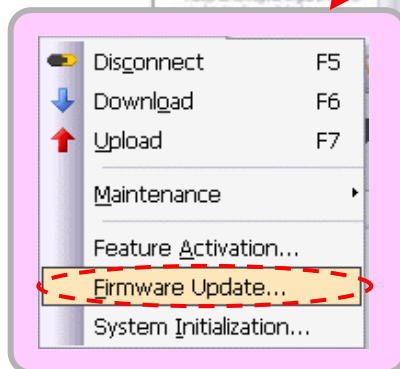 Disconnect F5
Download F6
Upload F7
Maintenance
Feature Activation...
Firmware Update...
System Initialization...